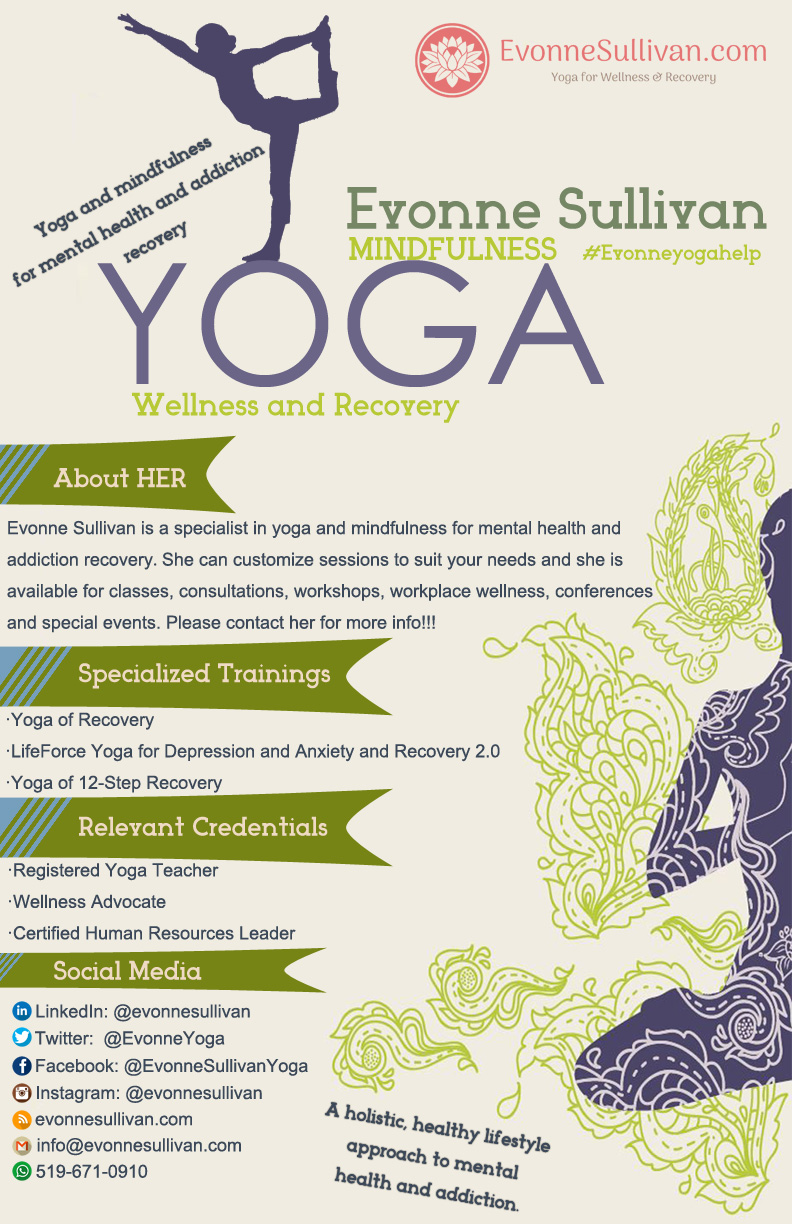 EvonneSullivan.com
Yoga for Wellness & Recovery
Yoga and mindfulness
for mental health and addiction
recovery
Evonne Sullivan
MINDFULNESS #Evonneyogahelp
YOGA
Wellness and Recovery
About HER
Evonne Sullivan is a specialist in yoga and mindfulness for mental health and
addiction recovery. She can customize sessions to suit your needs and she is
available for classes, consultations, workshops, workplace wellness, conferences
and special events. Please contact her for more info!!!
Specialized Trainings
·Yoga of Recovery
·LifeForce Yoga for Depression and Anxiety and Recovery 2.0
·Yoga of 12-Step Recovery
Relevant Credentials
·Registered Yoga Teacher
·Wellness Advocate
·Certified Human Resources Leader
Social Media
in LinkedIn: @evonnesullivan
Twitter: @EvonneYoga
f Facebook: @EvonneSullivanYoga
Instagram: @evonnesullivan
evonnesullivan.com
M info@evonnesullivan.com
519-671-0910
A holistic, healthy lifestyle
approach to mental
health and addiction.